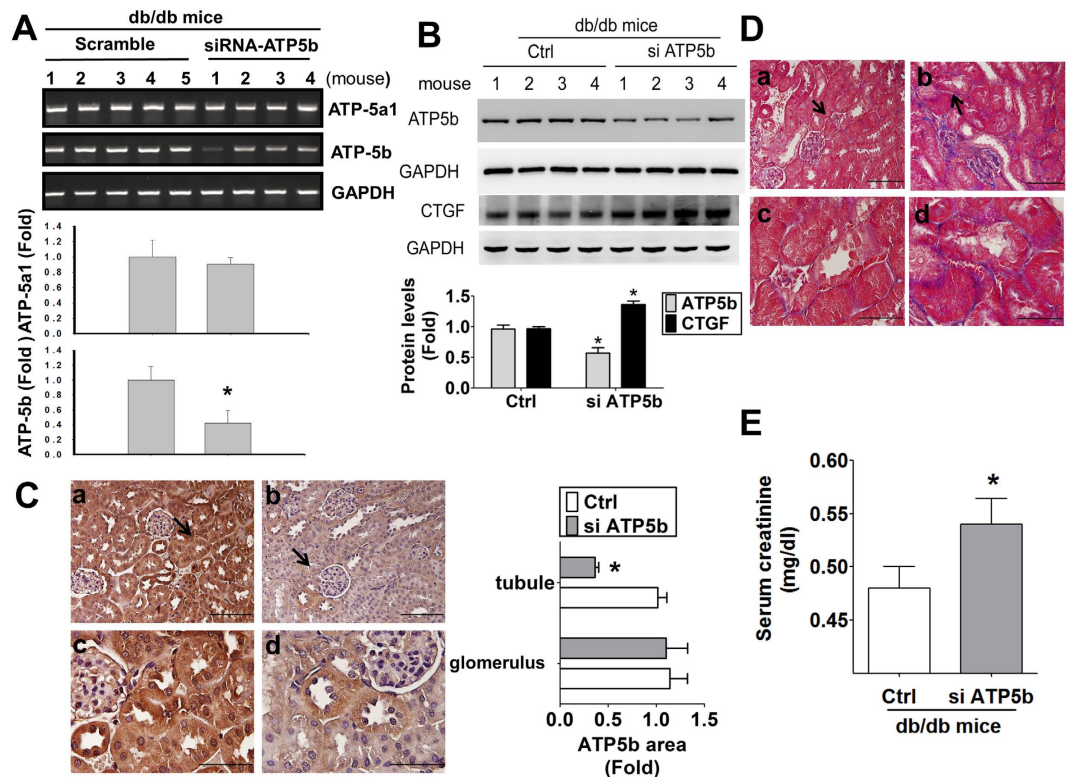 A
db/db mice
Scramble siRNA-ATP5b
1 2 3 4 5 1 2 3 4 (mouse)
ATP-5a1
ATP-5b
GAPDH
ATP-5a1 (Fold)
1.4
1.2
1.0
0.8
0.6
0.4
0.2
0.0
ATP-5b (Fold)
1.4
1.2
1.0
0.8
0.6
0.4
0.2
0.0
*
B
db/db mice
Ctrl si ATP5b
mouse 1 2 3 4 1 2 3 4
ATP5b
GAPDH
CTGF
GAPDH
Protein levels
(Fold)
1.5
1.0
0.5
0.0
*
*
ATP5b
CTGF
Ctrl si ATP5b
C
a b
c d
Ctrl
si ATP5b
tubule
*
glomerulus
0.0 0.5 1.0 1.5
ATP5b area
(Fold)
D
a b
c d
E
Serum creatinine
(mg/dl)
0.60
0.55
0.50
0.45
*
Ctrl si ATP5b
db/db mice